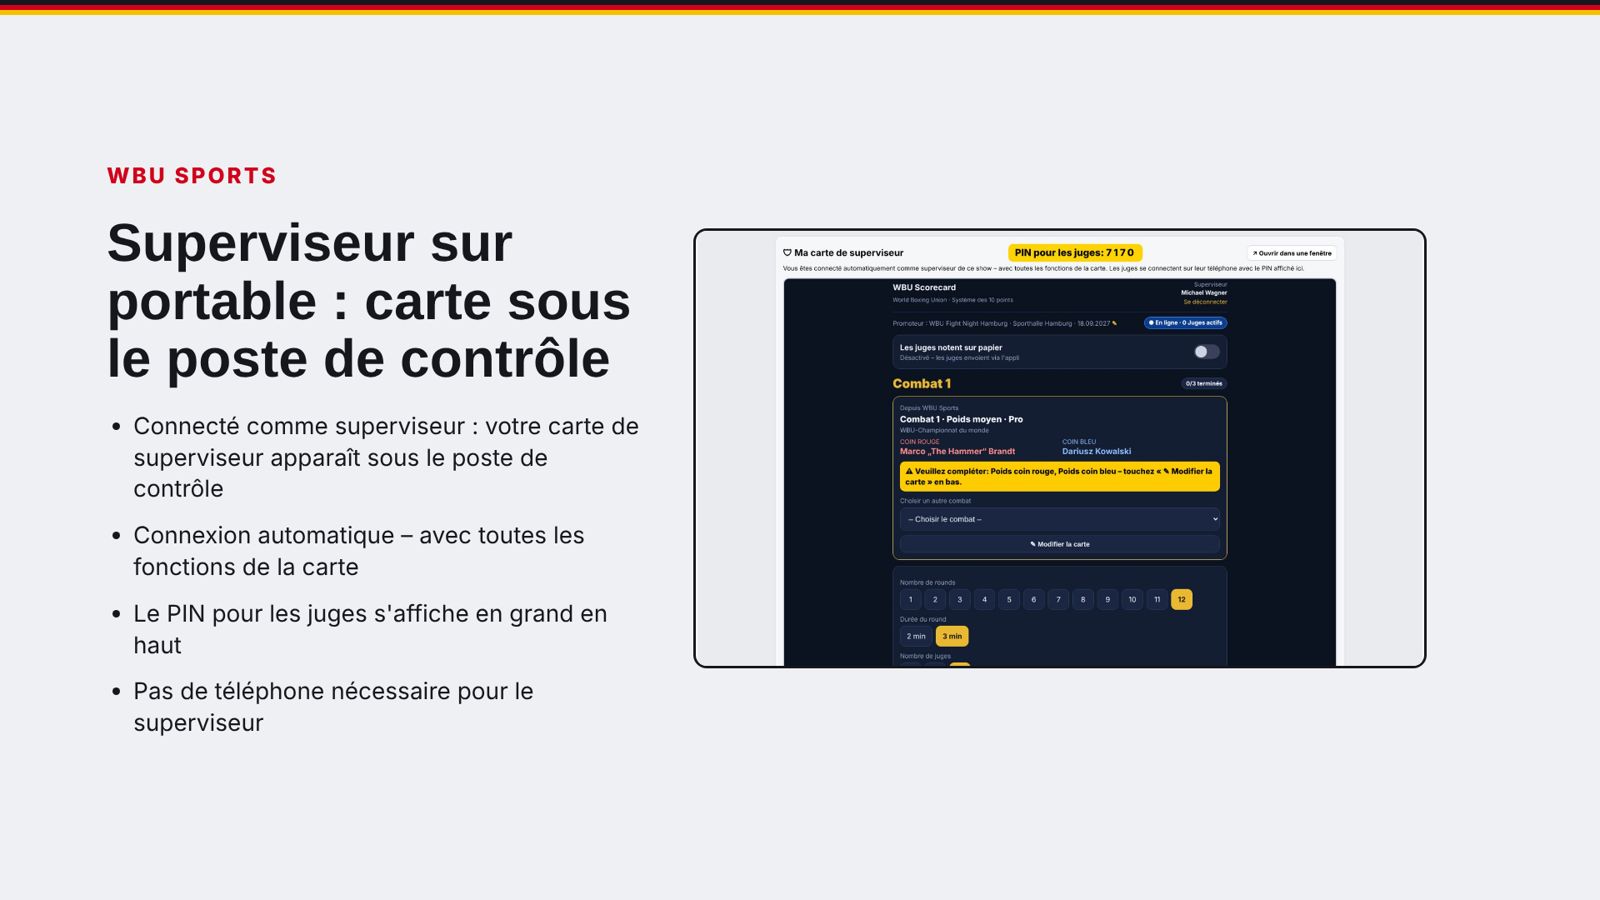 WBU SPORTS
Superviseur sur
portable : carte sous
le poste de contrôle
• Connecté comme superviseur : votre carte de
superviseur apparaît sous le poste de
contrôle
• Connexion automatique – avec toutes les
fonctions de la carte
• Le PIN pour les juges s'affiche en grand en
haut
• Pas de téléphone nécessaire pour le
superviseur
Ma carte de superviseur
PIN pour les juges: 7170
↗ Ouvrir dans une fenêtre
Vous êtes connecté automatiquement comme superviseur de ce show – avec toutes les fonctions de la carte. Les juges se connectent sur leur téléphone avec le PIN affiché ici.
WBU Scorecard
World Boxing Union · Système des 10 points
Superviseur
Michael Wagner
Se déconnecter
Promoteur : WBU Fight Night Hamburg · Sporthalle Hamburg · 18.09.2027 ✎
● En ligne · 0 Juges actifs
Les juges notent sur papier
Désactivé – les juges envoient via l'appli
Combat 1
0/3 terminés
Depuis WBU Sports
Combat 1 · Poids moyen · Pro
WBU-Championnat du monde
COIN ROUGE
Marco „The Hammer“ Brandt
COIN BLEU
Dariusz Kowalski
⚠ Veuillez compléter: Poids coin rouge, Poids coin bleu – touchez « ✎ Modifier la
carte » en bas.
Choisir un autre combat
– Choisir le combat –
✎ Modifier la carte
Nombre de rounds
1 2 3 4 5 6 7 8 9 10 11 12
Durée du round
2 min 3 min
Nombre de juges